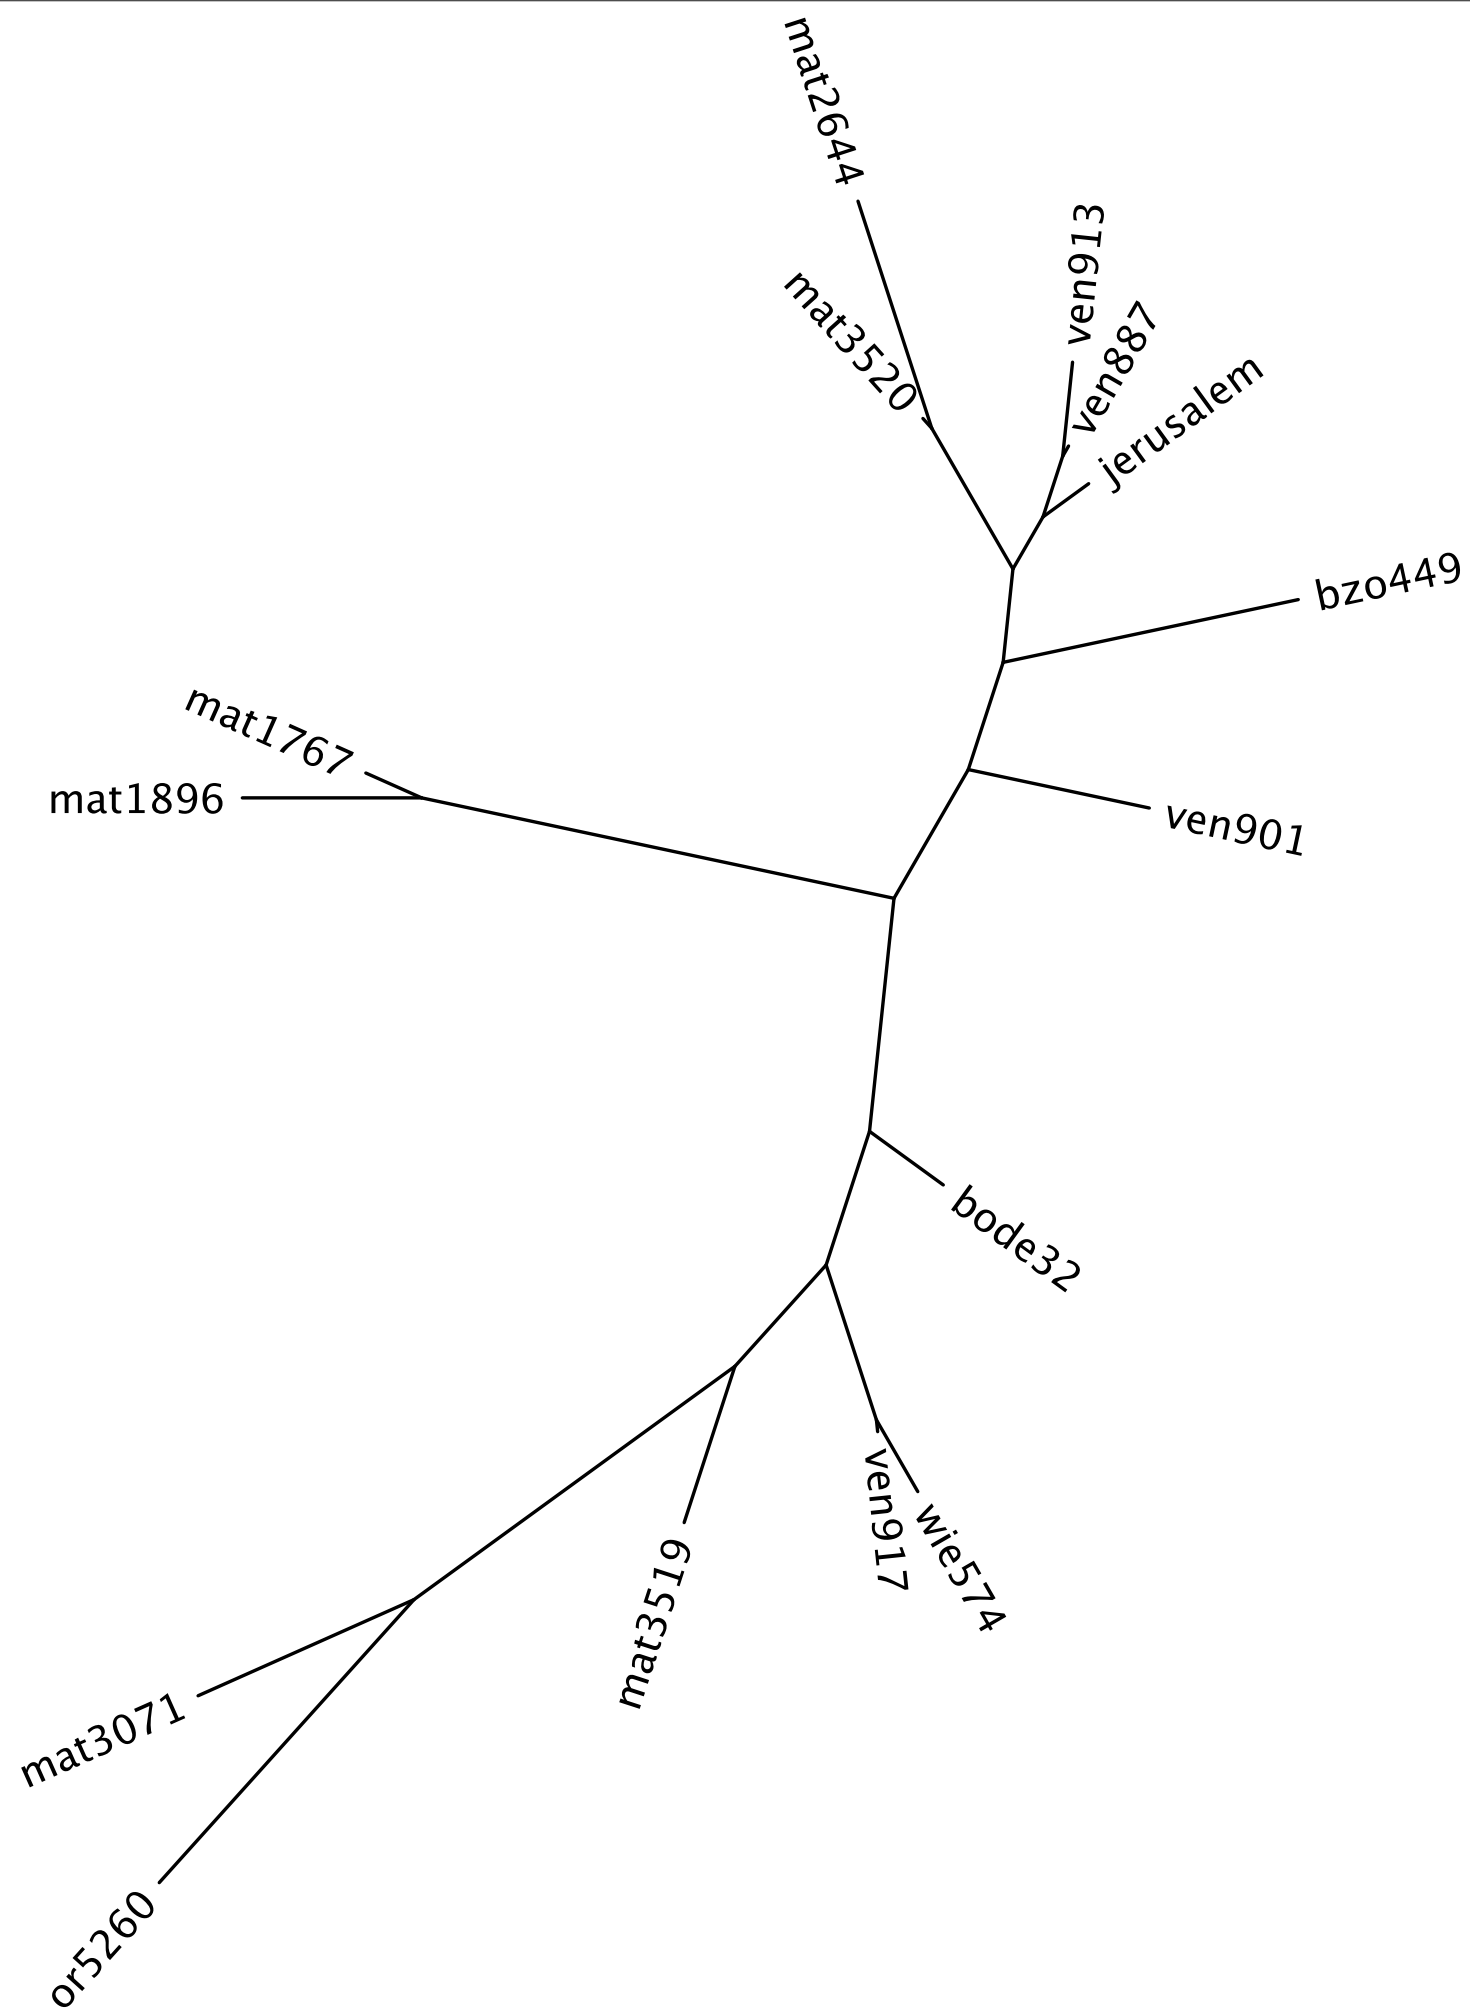 mat2644
ven913
mat3520
ven887
jerusalem
bzo449
mat1767
mat1896
ven901
bode32
ven917
wie574
mat3519
mat3071
or5260